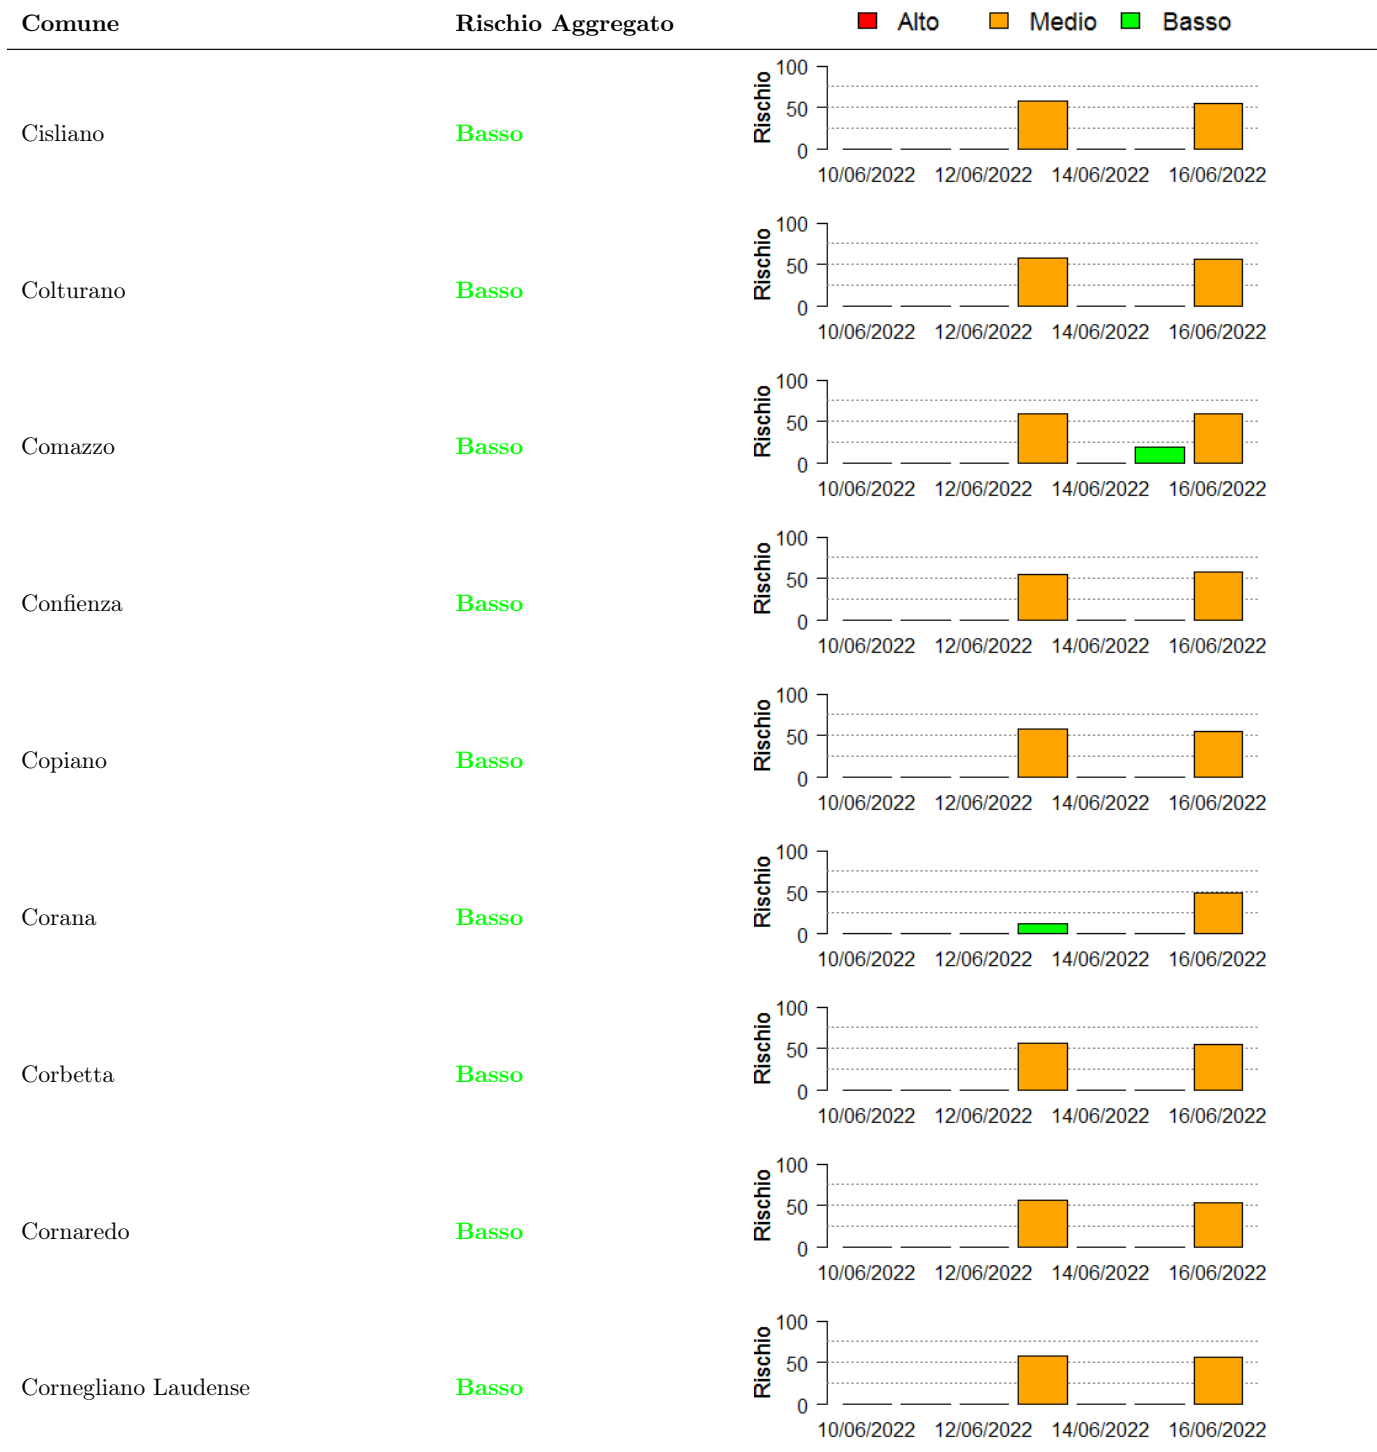 Comune Rischio Aggregato Alto Medio Basso
100
50
0
Rischio
Cisliano Basso
10/06/2022 12/06/2022 14/06/2022 16/06/2022
100
50
0
Rischio
Colturano Basso
10/06/2022 12/06/2022 14/06/2022 16/06/2022
100
50
0
Rischio
Comazzo Basso
10/06/2022 12/06/2022 14/06/2022 16/06/2022
100
50
0
Rischio
Confienza Basso
10/06/2022 12/06/2022 14/06/2022 16/06/2022
100
50
0
Rischio
Copiano Basso
10/06/2022 12/06/2022 14/06/2022 16/06/2022
100
50
0
Rischio
Corana Basso
10/06/2022 12/06/2022 14/06/2022 16/06/2022
100
50
0
Rischio
Corbetta Basso
10/06/2022 12/06/2022 14/06/2022 16/06/2022
100
50
0
Rischio
Cornaredo Basso
10/06/2022 12/06/2022 14/06/2022 16/06/2022
100
50
0
Rischio
Cornegliano Laudense Basso
10/06/2022 12/06/2022 14/06/2022 16/06/2022